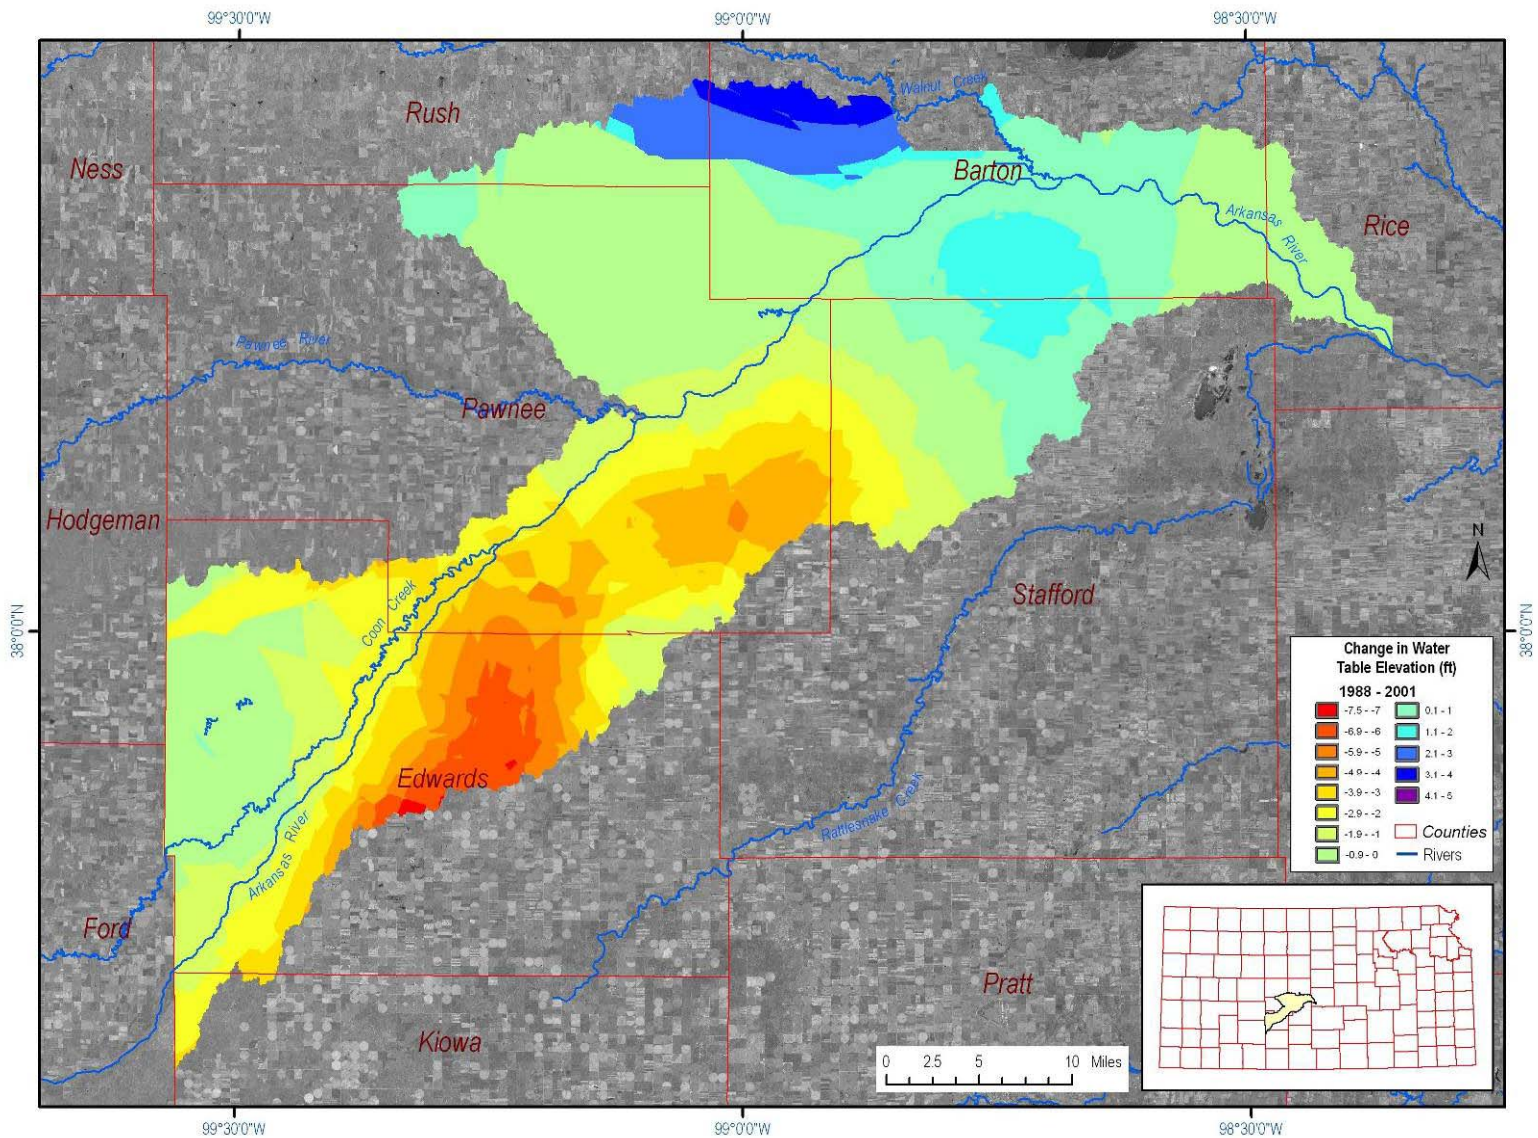 99°30'0"W 99°0'0"W 98°30'0"W
Walnut Creek
Rush
Ness
Barton
Arkansas River
Rice
Pawnee River
Pawnee
Hodgeman
N
Coon Creek
Stafford
38°0'0"N 38°0'0"N
Change in Water
Table Elevation (ft)
1988 - 2001
-7.5 - -7 0.1 - 1
-6.9 - -6 1.1 - 2
-5.9 - -5 2.1 - 3
-4.9 - -4 3.1 - 4
-3.9 - -3 4.1 - 5
-2.9 - -2
-1.9 - -1 Counties
-0.9 - 0 Rivers
Edwards
Rattlesnake Creek
Arkansas River
Ford
Pratt
Kiowa
0 2.5 5 10 Miles
99°30'0"W 99°0'0"W 98°30'0"W